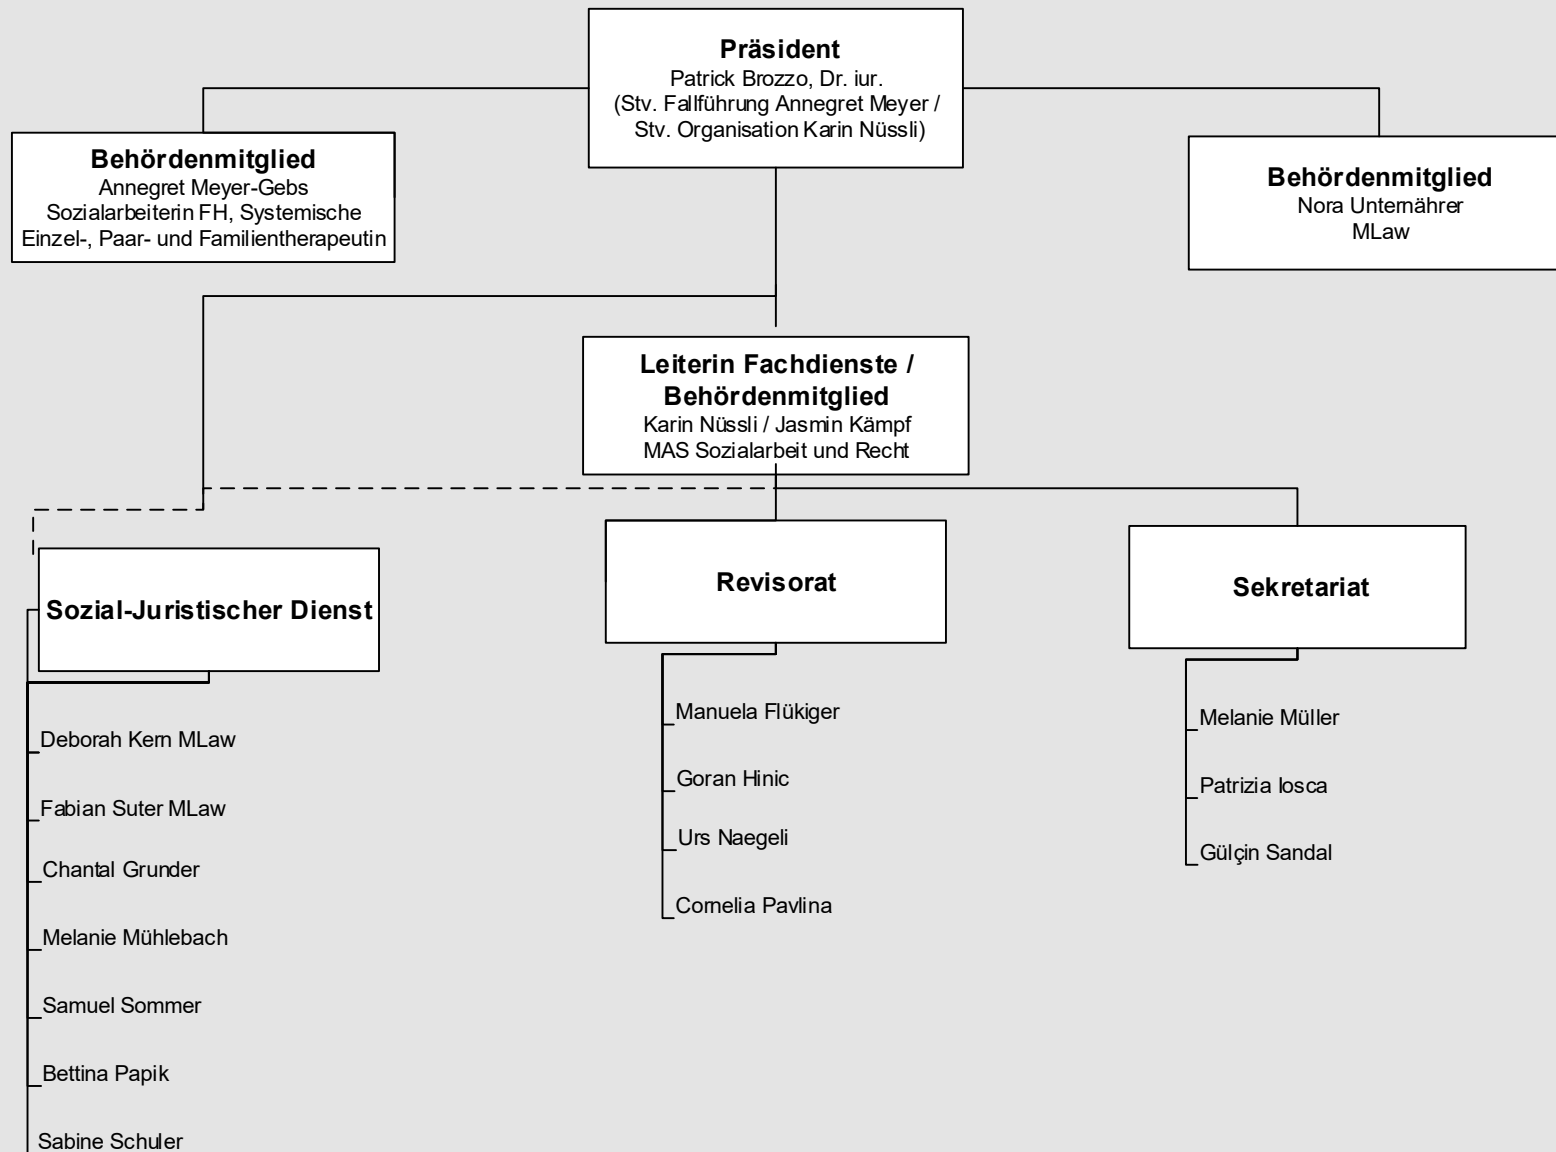 Präsident
Patrick Brozzo, Dr. iur.
(Stv. Fallführung Annegret Meyer /
Stv. Organisation Karin Nüssli)
Behördenmitglied
Annegret Meyer-Gebs
Sozialarbeiterin FH, Systemische
Einzel-, Paar- und Familientherapeutin
Behördenmitglied
Nora Unternährer
MLaw
Leiterin Fachdienste /
Behördenmitglied
Karin Nüssli / Jasmin Kämpf
MAS Sozialarbeit und Recht
Sozial-Juristischer Dienst
Deborah Kern MLaw
Fabian Suter MLaw
Chantal Grunder
Melanie Mühlebach
Samuel Sommer
Bettina Papik
Sabine Schuler
Revisorat
Manuela Flükiger
Goran Hinic
Urs Naegeli
Cornelia Pavlina
Sekretariat
Melanie Müller
Patrizia Iosca
Gülçin Sandal